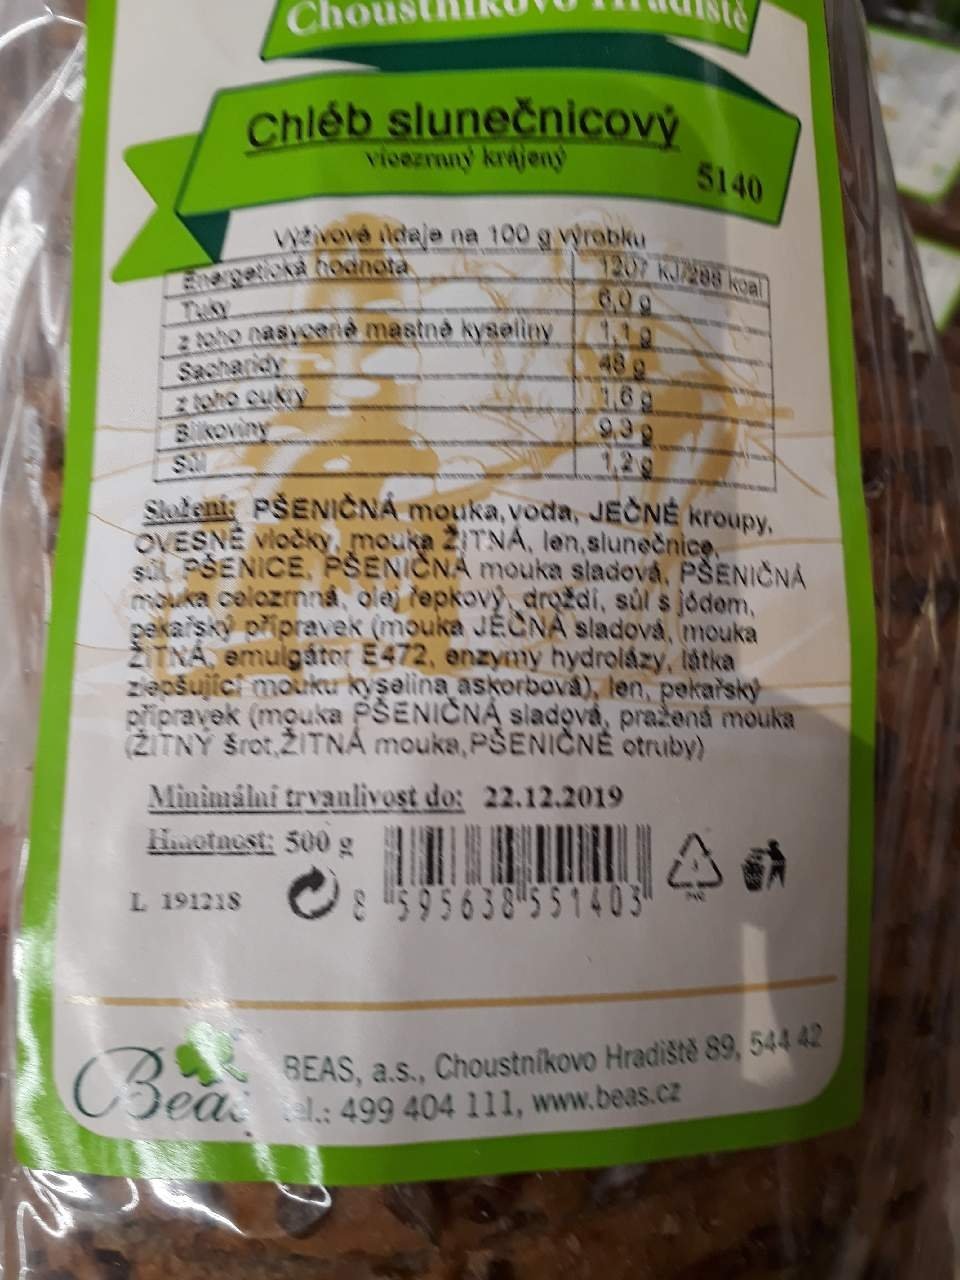 Choustníkovo Hradiště
Chléb slunečnicový
vícezrnný krájený
5140
Výživové údaje na 100 g výrobku
Energetická hodnota 1207 kJ/288 kcal
Tuky 6,0 g
z toho nasycené mastné kyseliny 1,1 g
Sacharidy 48 g
z toho cukry 1,6 g
Bílkoviny 9,3 g
Sůl 1,2 g
Složení: PŠENIČNÁ mouka, voda, JEČNÉ kroupy,
OVESNÉ vločky, mouka ŽITNÁ, len,slunečnice,
sůl, PŠENICE, PŠENIČNÁ mouka sladová, PŠENIČNÁ
mouka celozrnná, olej řepkový, droždí, sůl s jódem,
pekařský přípravek (mouka JEČNÁ sladová, mouka
ŽITNÁ, emulgátor E472, enzymy hydrolázy, látka
zlepšující mouku kyselina askorbová), len, pekařský
přípravek (mouka PŠENIČNÁ sladová, pražená mouka
(ŽITNÝ šrot,ŽITNÁ mouka,PŠENIČNÉ otruby)
Minimální trvanlivost do: 22.12.2019
Hmotnost: 500 g
L 191218
8 595638 551403
Beas
BEAS, a.s., Choustníkovo Hradiště 89, 544 42
tel.: 499 404 111, www.beas.cz